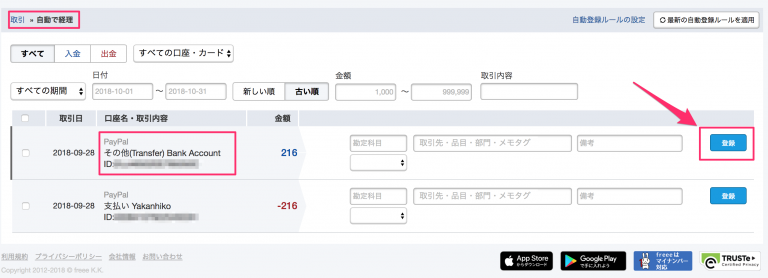 取引 » 自動で経理
自動登録ルールの設定
最新の自動登録ルールを適用
すべて 入金 出金 すべての口座・カード
日付 金額 取引内容
すべての期間 2018-10-01 〜 2018-10-31 新しい順 古い順 1,000 〜 999,999
取引日 口座名・取引内容 金額
PayPal
2018-09-28 その他(Transfer) Bank Account 216 勘定科目 取引先・品目・部門・メモタグ 備考 登録
ID:
PayPal
2018-09-28 支払い Yakanhiko -216 勘定科目 取引先・品目・部門・メモタグ 備考 登録
ID:
利用規約 プライバシーポリシー 会社情報 お問い合わせ
Copyright 2012-2018 © freee K.K.
App Store
からダウンロード
Google Play
で手に入れよう
freeeは
マイナンバー
対応
TRUSTe
Certified Privacy